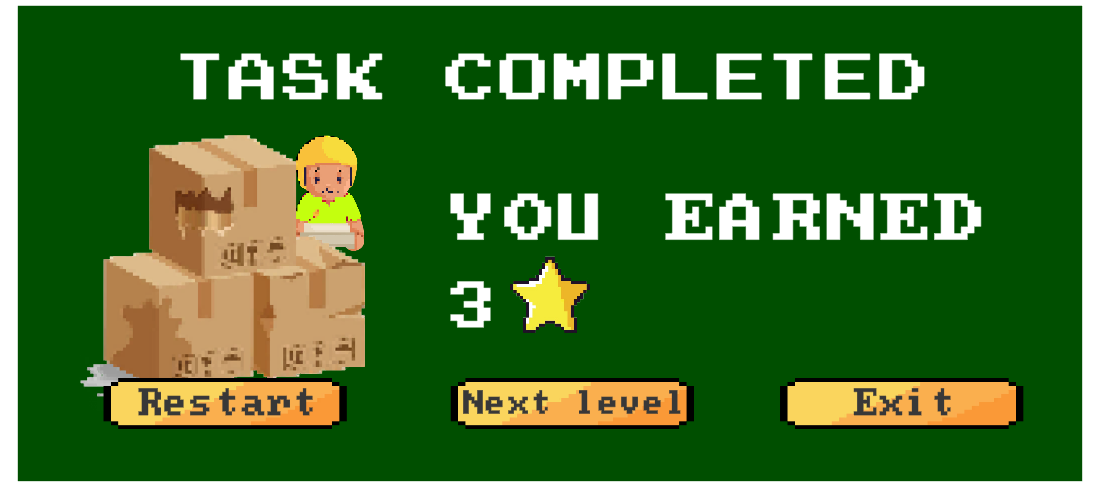 TASK COMPLETED
YOU EARNED
3
Restart
Next level
Exit